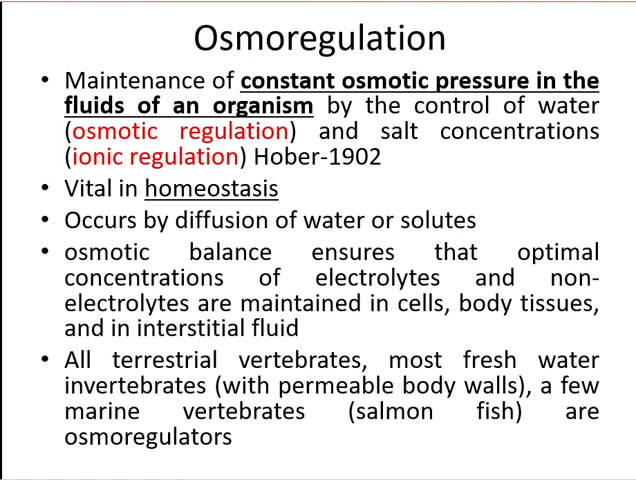 Osmoregulation
• Maintenance of constant osmotic pressure in the
fluids of an organism by the control of water
(osmotic regulation) and salt concentrations
(ionic regulation) Hober-1902
• Vital in homeostasis
• Occurs by diffusion of water or solutes
• osmotic balance ensures that optimal
concentrations of electrolytes and non-
electrolytes are maintained in cells, body tissues,
and in interstitial fluid
• All terrestrial vertebrates, most fresh water
invertebrates (with permeable body walls), a few
marine vertebrates (salmon fish) are
osmoregulators